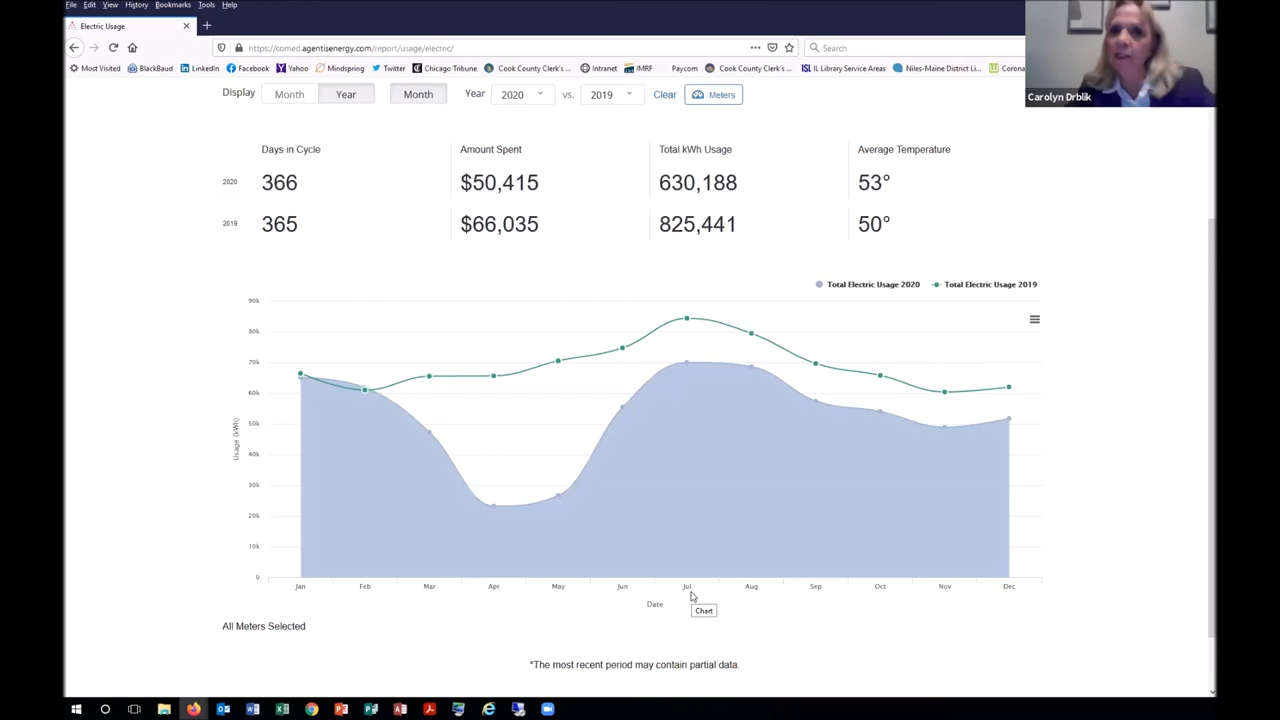 File Edit View History Bookmarks Tools Help
Electric Usage
https://comed.agentisenergy.com/report/usage/electric/
Search
Most Visited BlackBaud LinkedIn Facebook Yahoo Mindspring Twitter Chicago Tribune Cook County Clerk's ... Intranet IMRF Paycom Cook County Clerk's ... IL Library Service Areas Niles-Maine District Li... Corona
Carolyn Drblik
Display Month Year Month Year 2020 vs. 2019 Clear Meters
Days in Cycle Amount Spent Total kWh Usage Average Temperature
2020 366 $50,415 630,188 53°
2019 365 $66,035 825,441 50°
Total Electric Usage 2020 Total Electric Usage 2019
90k
80k
70k
60k
50k
40k
30k
20k
10k
0
Usage (kWh)
Jan Feb Mar Apr May Jun Jul Aug Sep Oct Nov Dec
Date
Chart
All Meters Selected
*The most recent period may contain partial data.